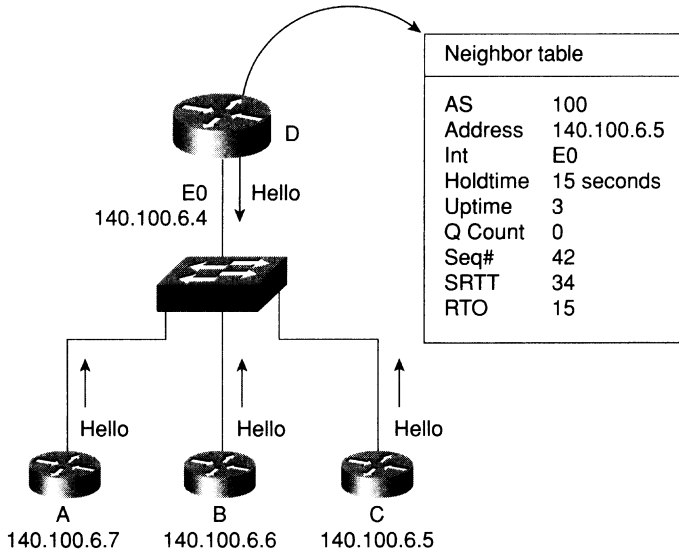 Neighbor table
AS 100
Address 140.100.6.5
Int E0
Holdtime 15 seconds
Uptime 3
Q Count 0
Seq# 42
SRTT 34
RTO 15
D
E0
140.100.6.4
Hello
Hello
Hello
Hello
A
B
C
140.100.6.7
140.100.6.6
140.100.6.5